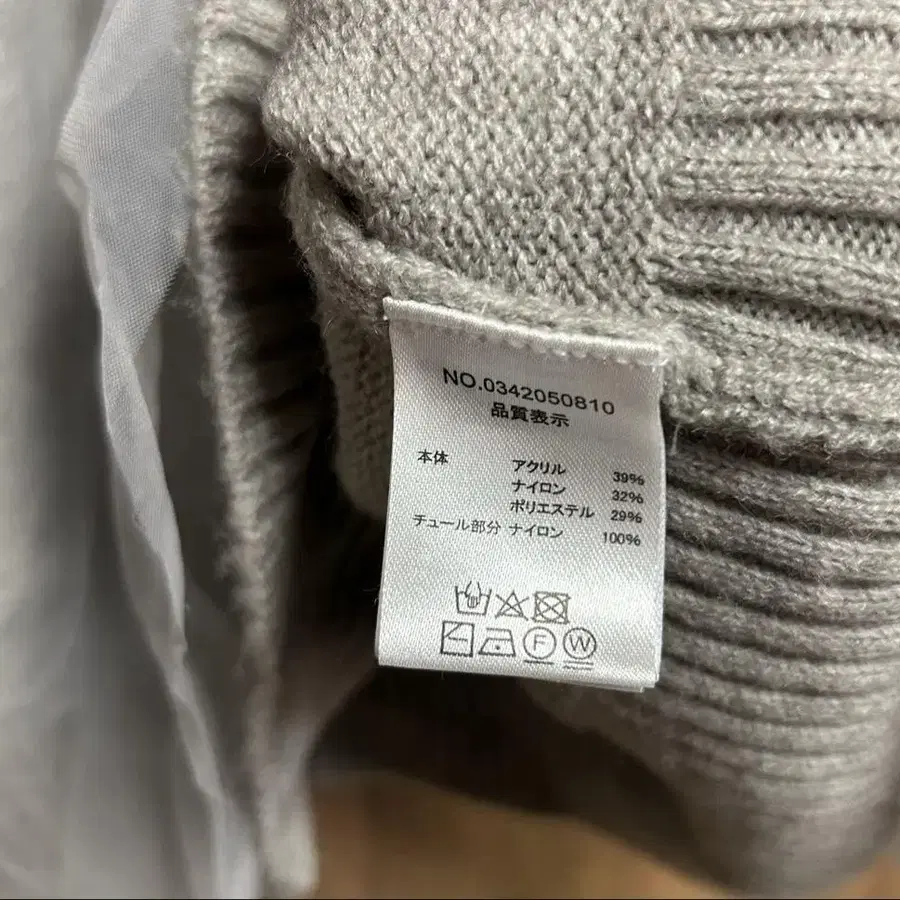 NO.0342050810
品質表示
本体 アクリル 39%
ナイロン 32%
ポリエステル 29%
チュール部分 ナイロン 100%
F W